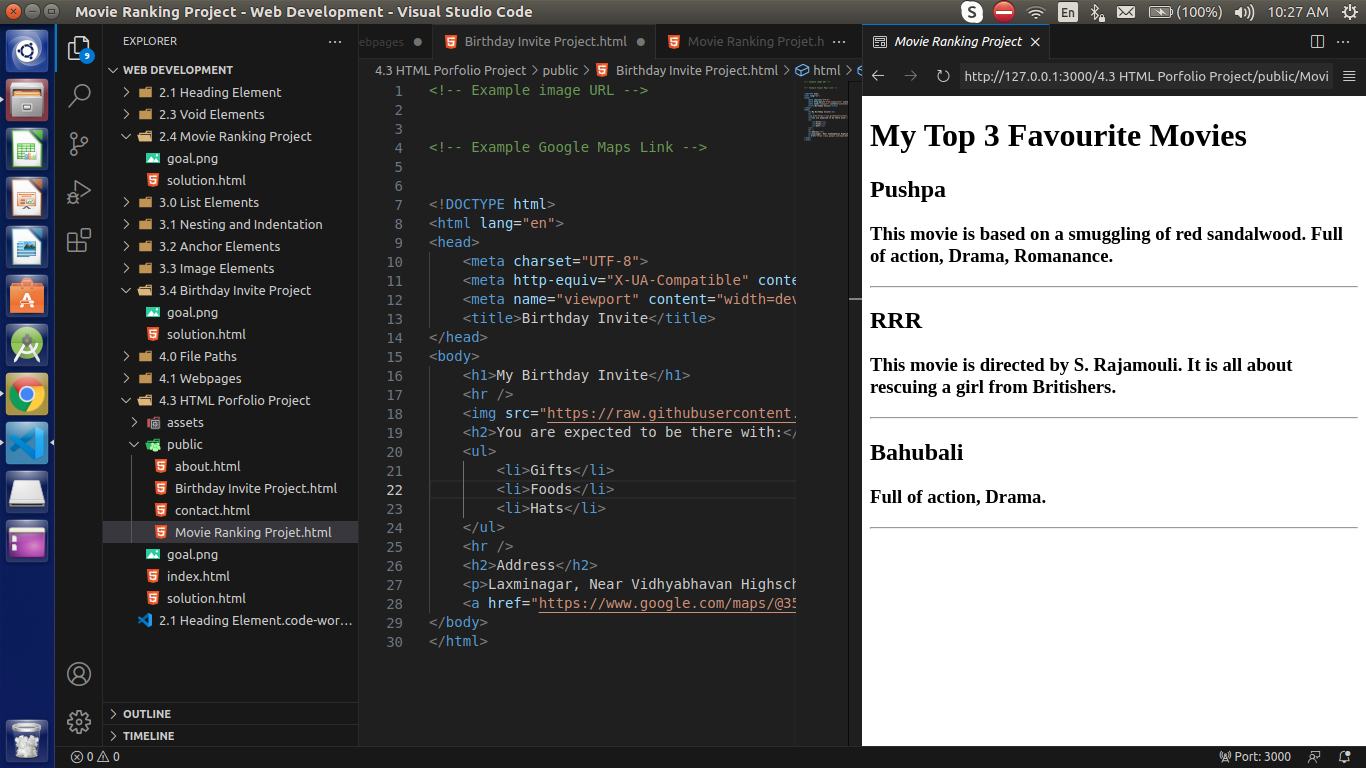 Movie Ranking Project - Web Development - Visual Studio Code
En
(100%)
10:27 AM
9
EXPLORER
WEB DEVELOPMENT
2.1 Heading Element
2.3 Void Elements
2.4 Movie Ranking Project
goal.png
solution.html
3.0 List Elements
3.1 Nesting and Indentation
3.2 Anchor Elements
3.3 Image Elements
3.4 Birthday Invite Project
goal.png
solution.html
4.0 File Paths
4.1 Webpages
4.3 HTML Porfolio Project
assets
public
about.html
Birthday Invite Project.html
contact.html
Movie Ranking Projet.html
goal.png
index.html
solution.html
2.1 Heading Element.code-wor...
OUTLINE
TIMELINE
ebpages
Birthday Invite Project.html
Movie Ranking Projet.h
4.3 HTML Porfolio Project > public > Birthday Invite Project.html > html >
1 <!-- Example image URL -->
2
3
4 <!-- Example Google Maps Link -->
5
6
7 <!DOCTYPE html>
8 <html lang="en">
9 <head>
10 <meta charset="UTF-8">
11 <meta http-equiv="X-UA-Compatible" conte
12 <meta name="viewport" content="width=dev
13 <title>Birthday Invite</title>
14 </head>
15 <body>
16 <h1>My Birthday Invite</h1>
17 <hr />
18 <img src="https://raw.githubusercontent.
19 <h2>You are expected to be there with:</
20 <ul>
21 <li>Gifts</li>
22 <li>Foods</li>
23 <li>Hats</li>
24 </ul>
25 <hr />
26 <h2>Address</h2>
27 <p>Laxminagar, Near Vidhyabhavan Highsch
28 <a href="https://www.google.com/maps/@35
29 </body>
30 </html>
Movie Ranking Project
http://127.0.0.1:3000/4.3 HTML Porfolio Project/public/Movi
My Top 3 Favourite Movies
Pushpa
This movie is based on a smuggling of red sandalwood. Full
of action, Drama, Romanance.
RRR
This movie is directed by S. Rajamouli. It is all about
rescuing a girl from Britishers.
Bahubali
Full of action, Drama.
0 0
Port: 3000